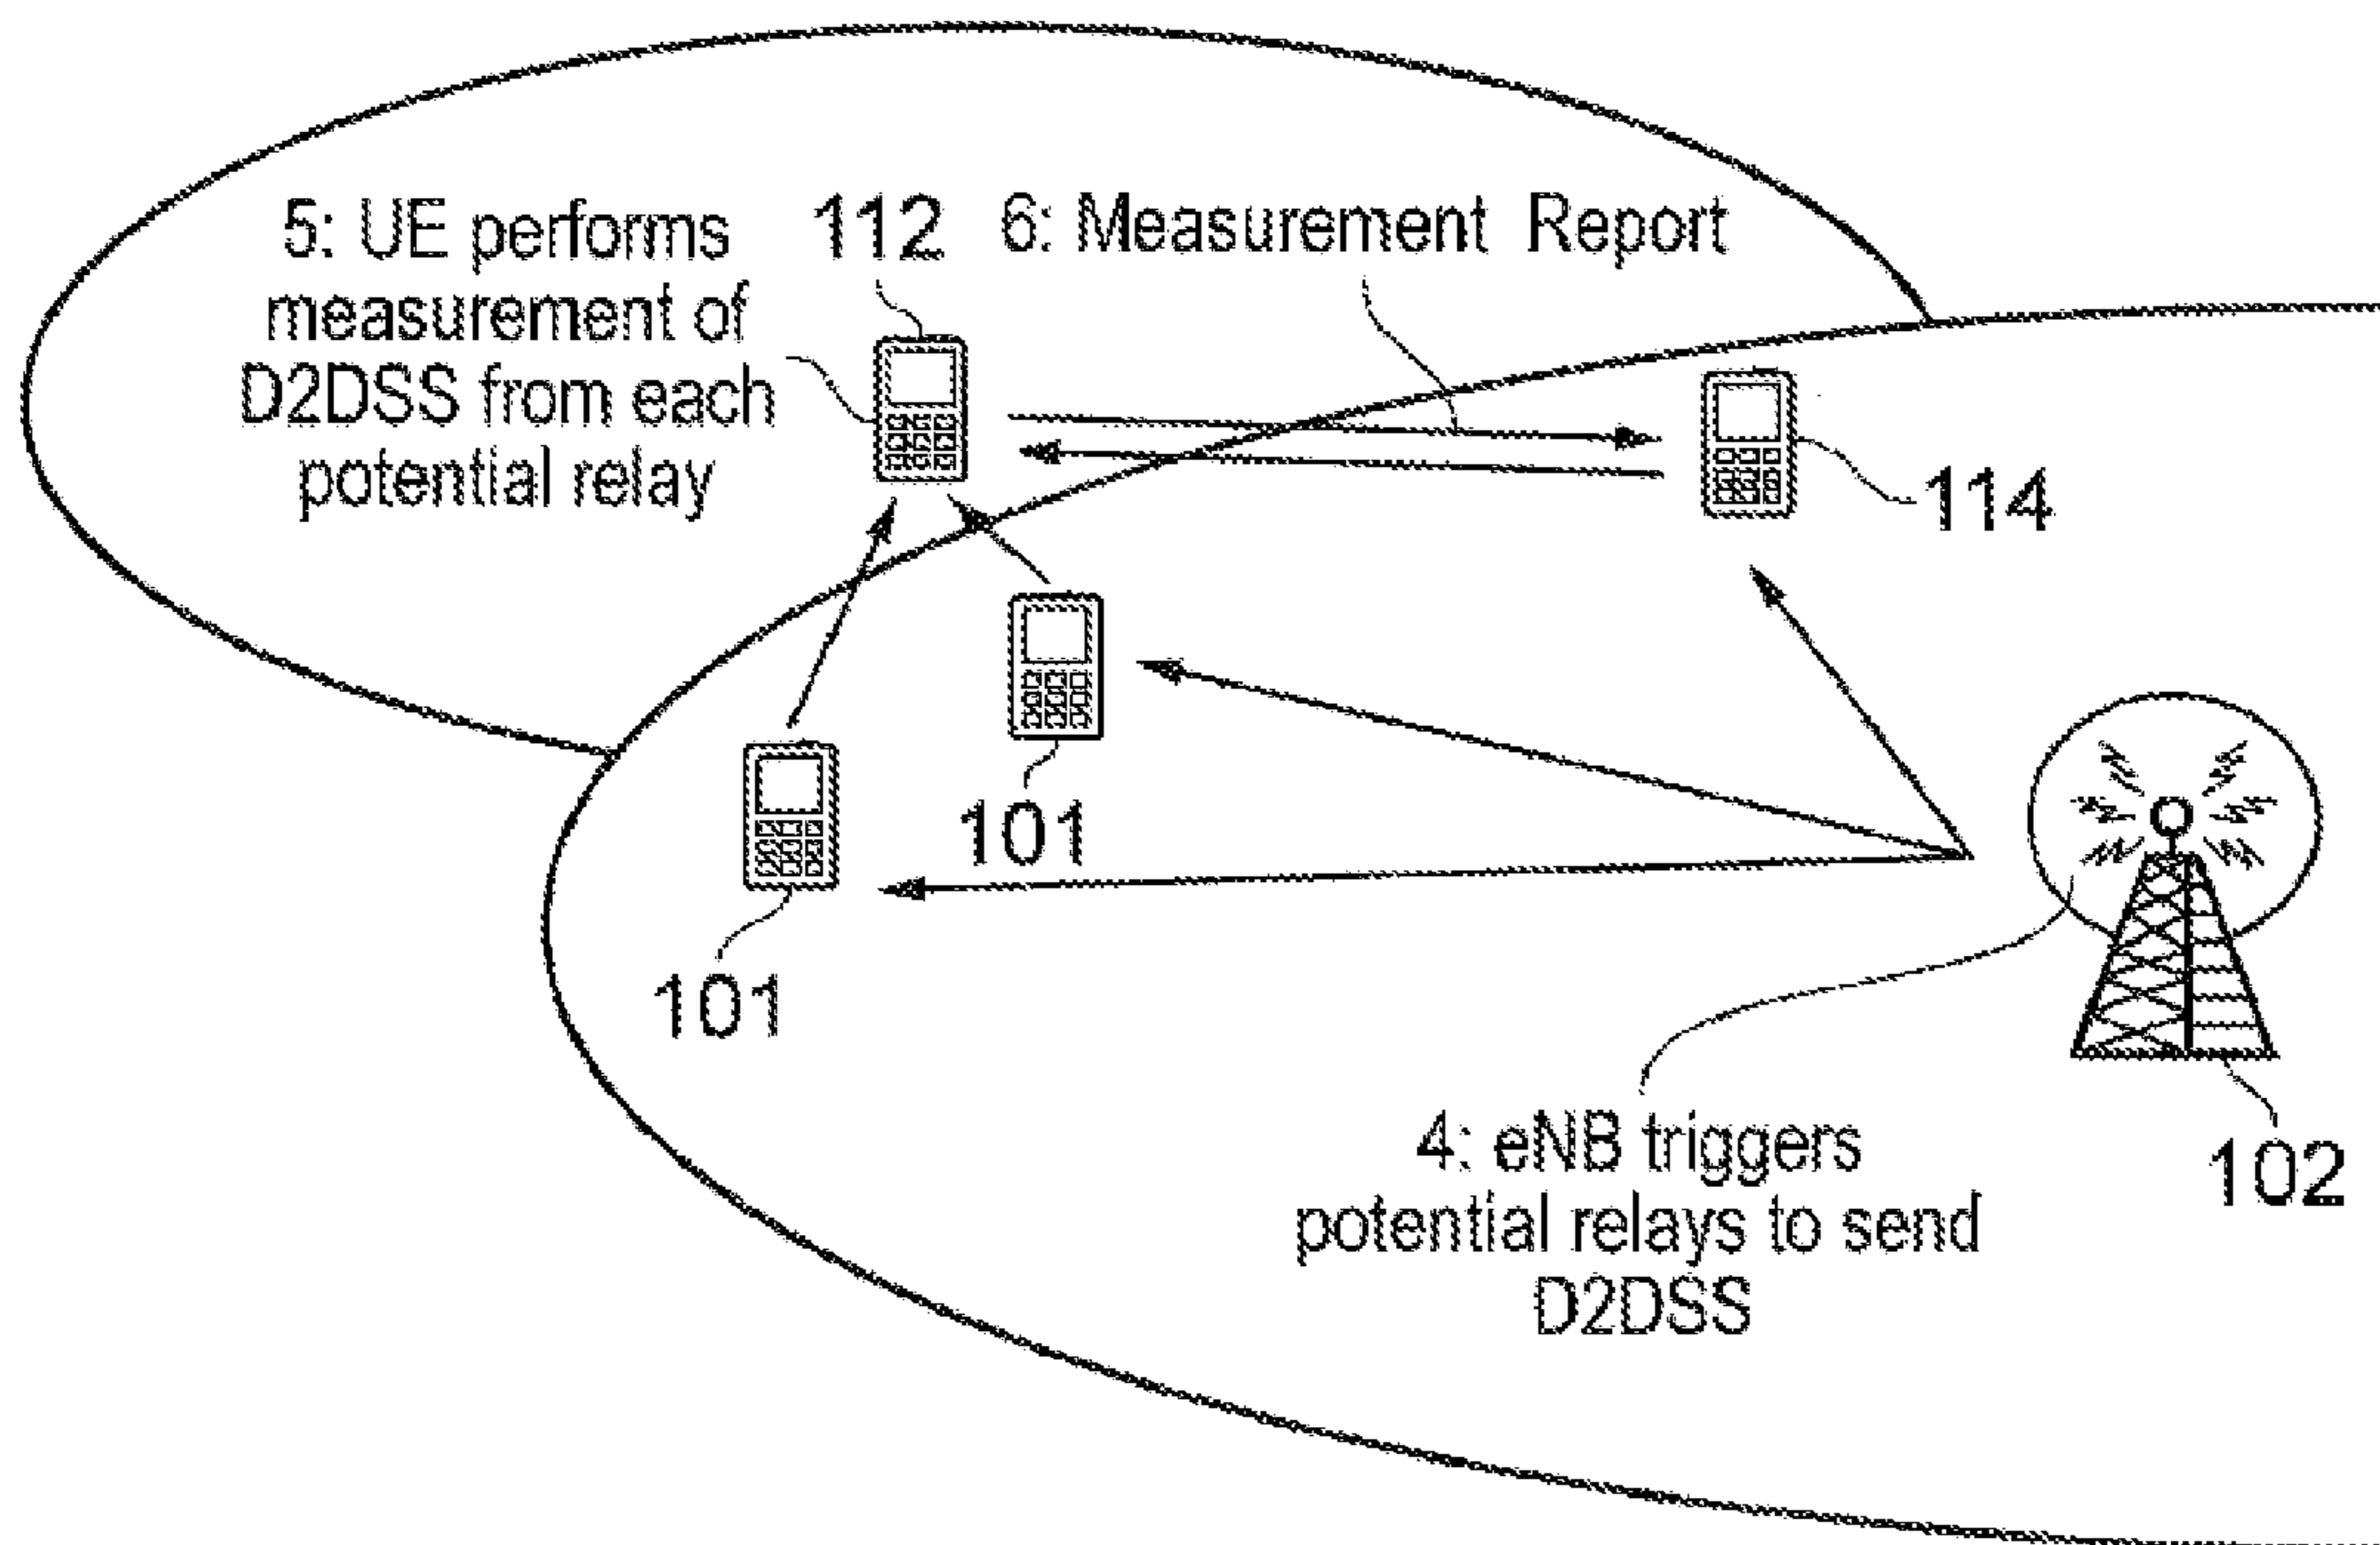 5: UE performs
measurement of
D2DSS from each
potential relay
112
6: Measurement Report
114
101
101
4: eNB triggers
potential relays to send
D2DSS
102